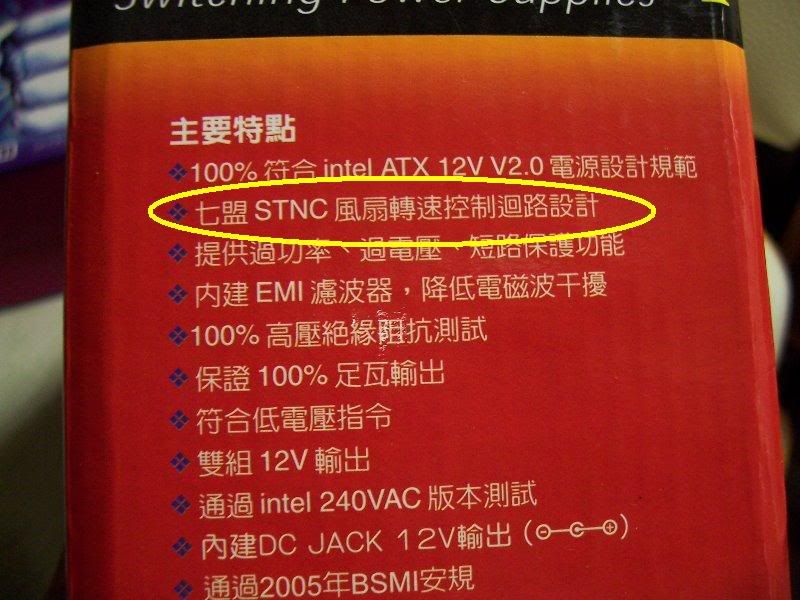 Switching Power Supplies
主要特點
❖100% 符合 intel ATX 12V V2.0 電源設計規範
❖七盟 STNC 風扇轉速控制迴路設計
❖提供過功率、過電壓、短路保護功能
❖內建 EMI 濾波器，降低電磁波干擾
❖100% 高壓絕緣阻抗測試
❖保證 100% 足瓦輸出
❖符合低電壓指令
❖雙組 12V 輸出
❖通過 intel 240VAC 版本測試
❖內建DC JACK 12V輸出 (⊖-C-⊕)
❖通過2005年BSMI安規